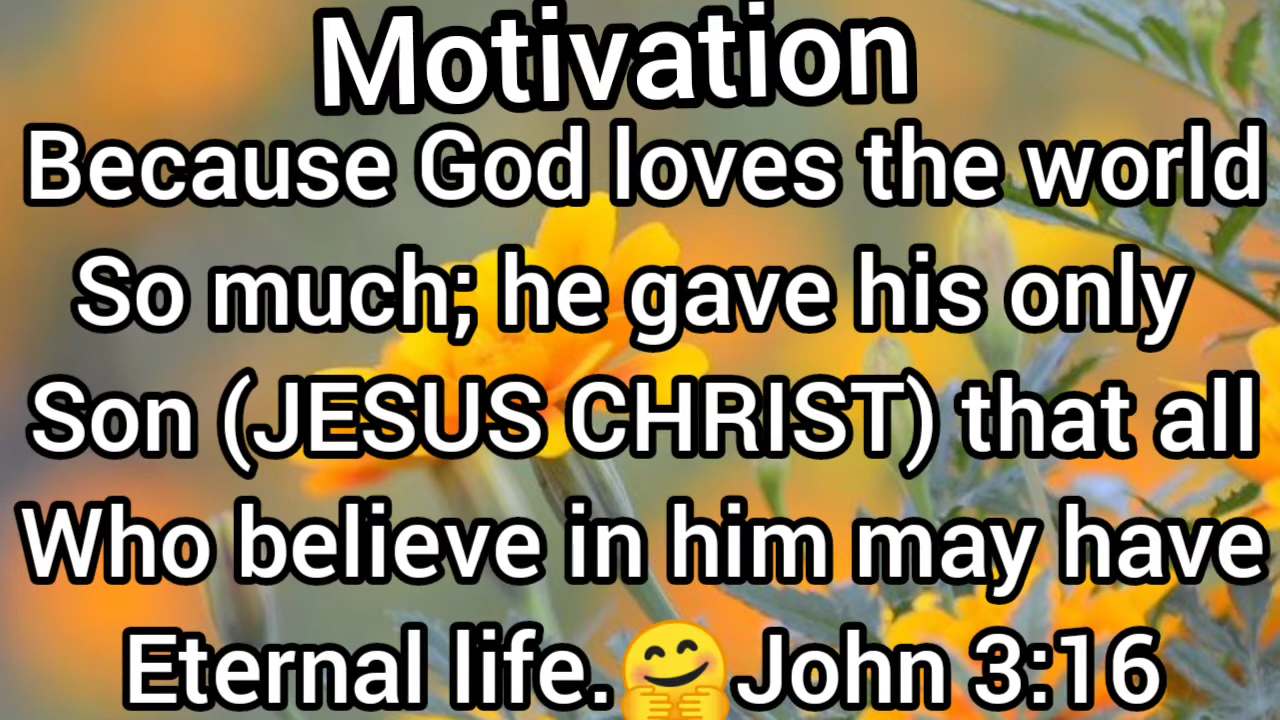 Motivation
Because God loves the world
So much; he gave his only
Son (JESUS CHRIST) that all
Who believe in him may have
Eternal life.🤗John 3:16